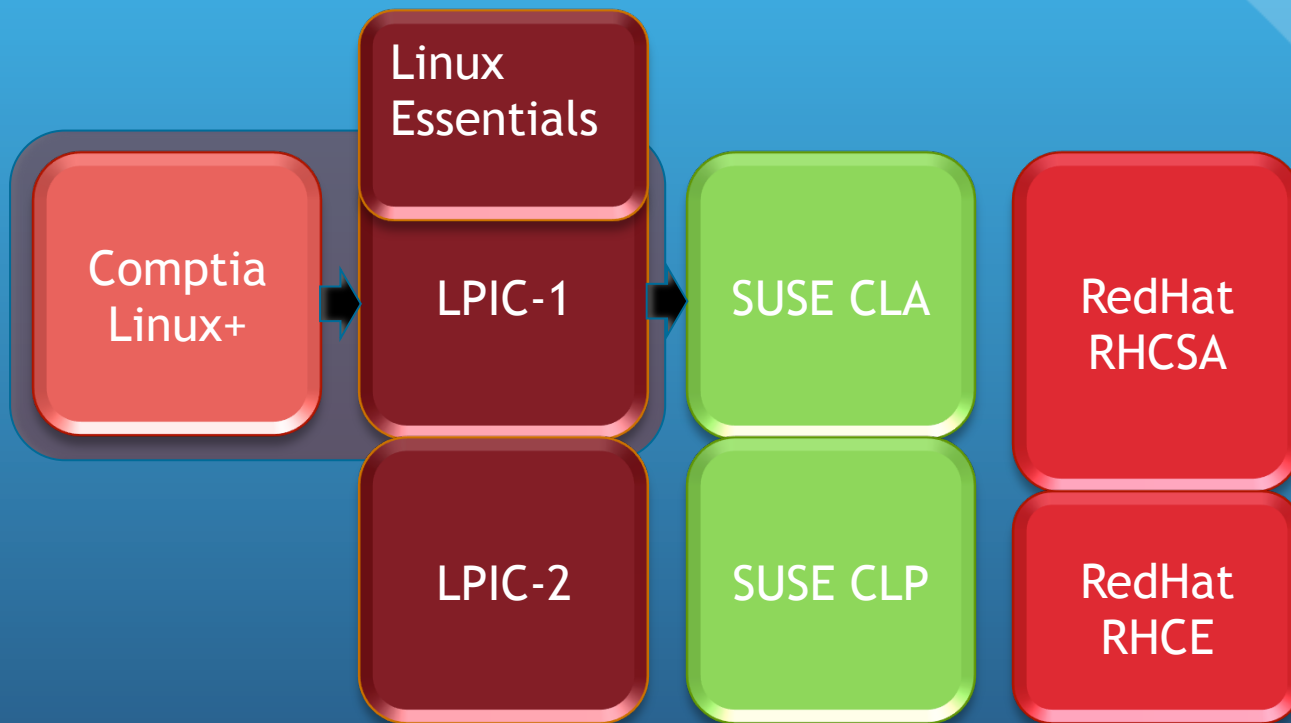 Linux
Essentials
Comptia
Linux+
LPIC-1
SUSE CLA
RedHat
RHCSA
LPIC-2
SUSE CLP
RedHat
RHCE